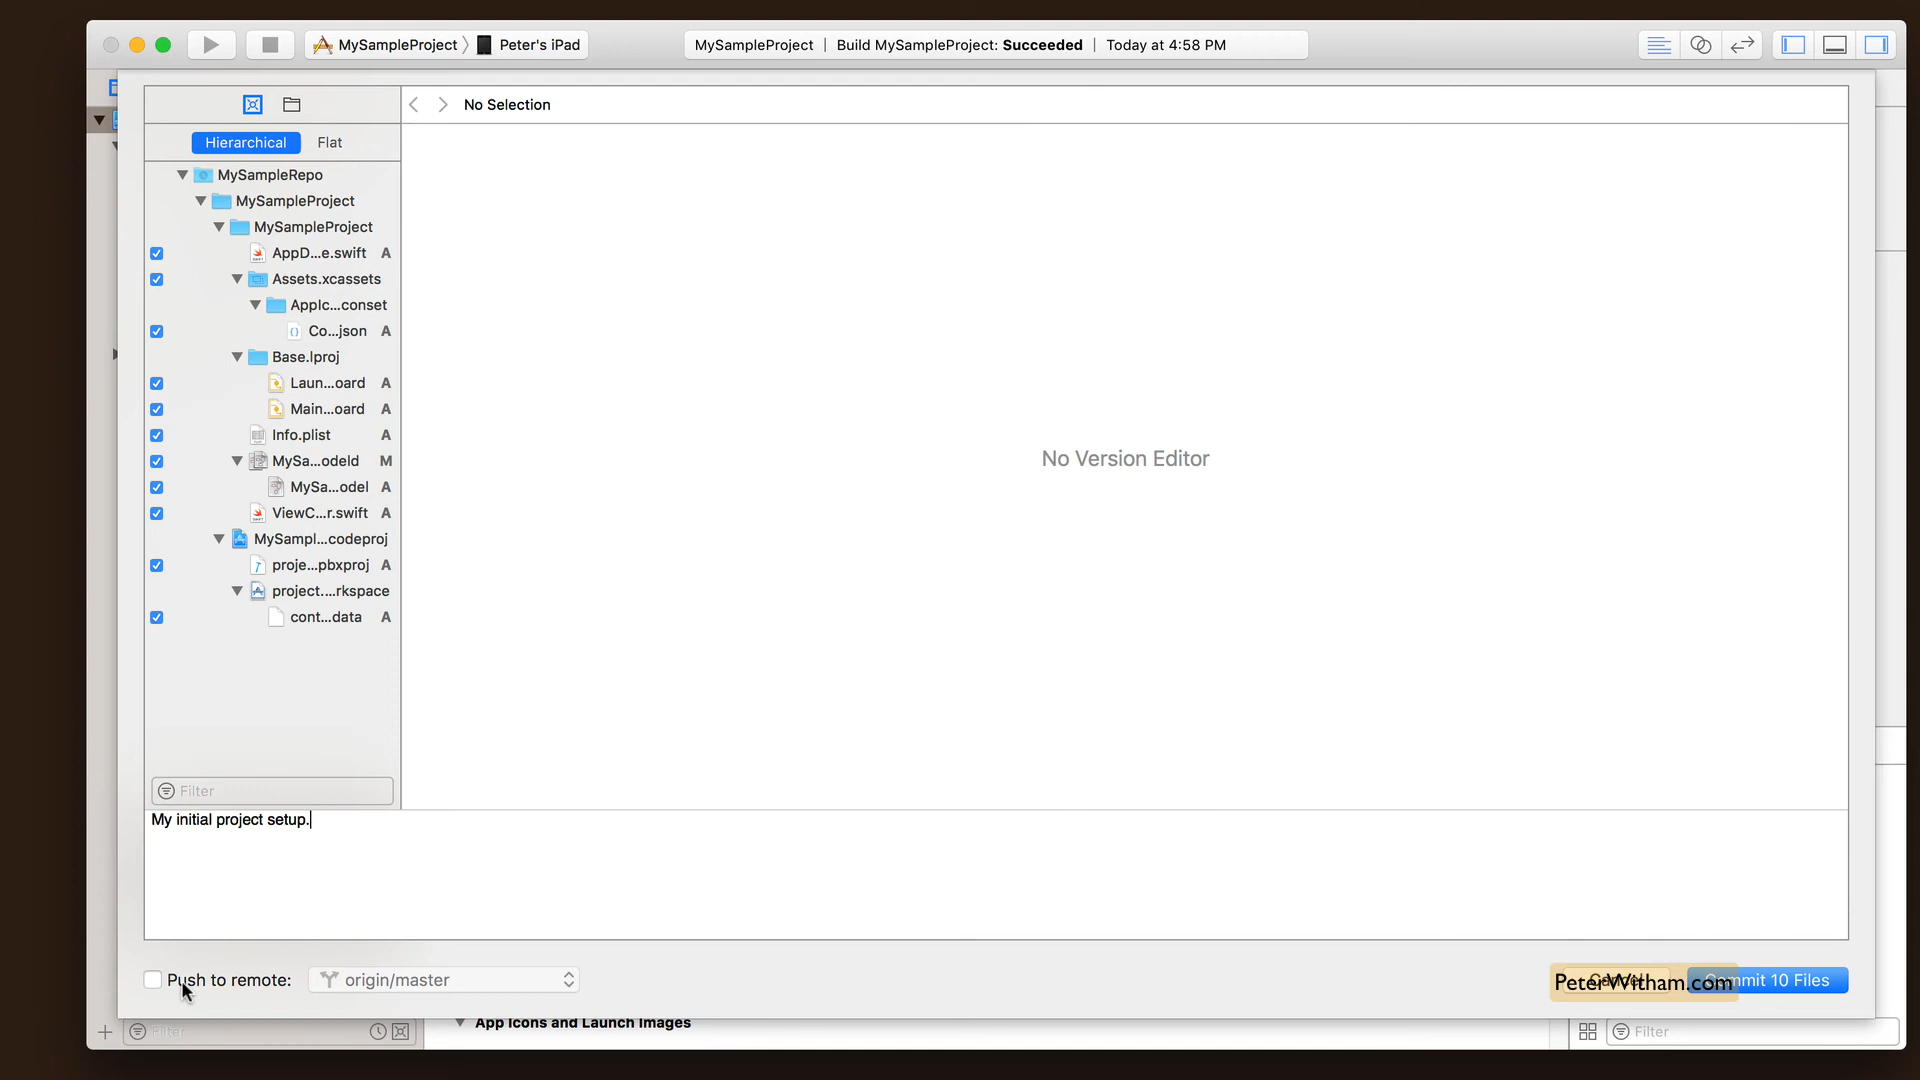 MySampleProject 〉 Peter's iPad
MySampleProject | Build MySampleProject: Succeeded | Today at 4:58 PM
No Selection
Hierarchical Flat
MySampleRepo
MySampleProject
MySampleProject
AppD...e.swift A
Assets.xcassets
AppIc...conset
Co...json A
Base.lproj
Laun...oard A
Main...oard A
Info.plist A
MySa...odeld M
MySa...odel A
ViewC...r.swift A
MySampl...codeproj
proje...pbxproj A
project....rkspace
cont...data A
No Version Editor
Filter
My initial project setup.
Push to remote: origin/master
Cancel
PeterWitham.com
Commit 10 Files
Filter
App Icons and Launch Images
Filter